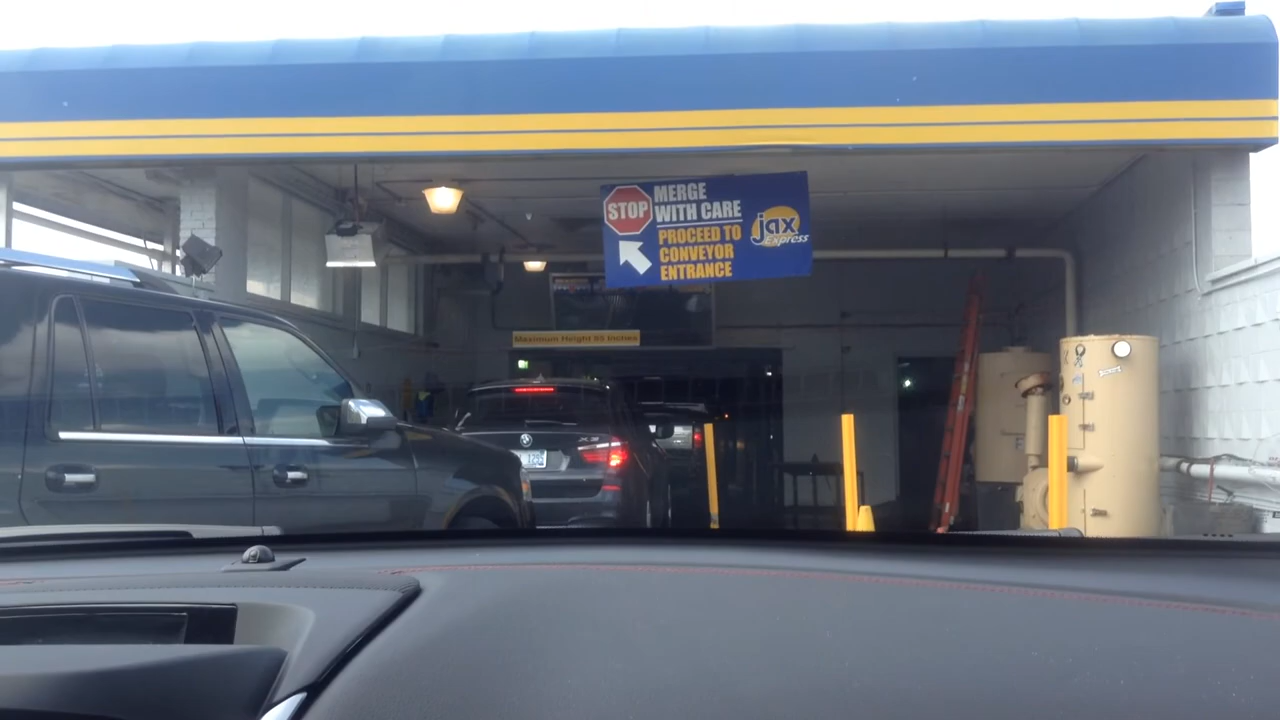 STOP
MERGE
WITH CARE
PROCEED TO
CONVEYOR
ENTRANCE
jax
Express
Maximum Height 85 Inches
X3